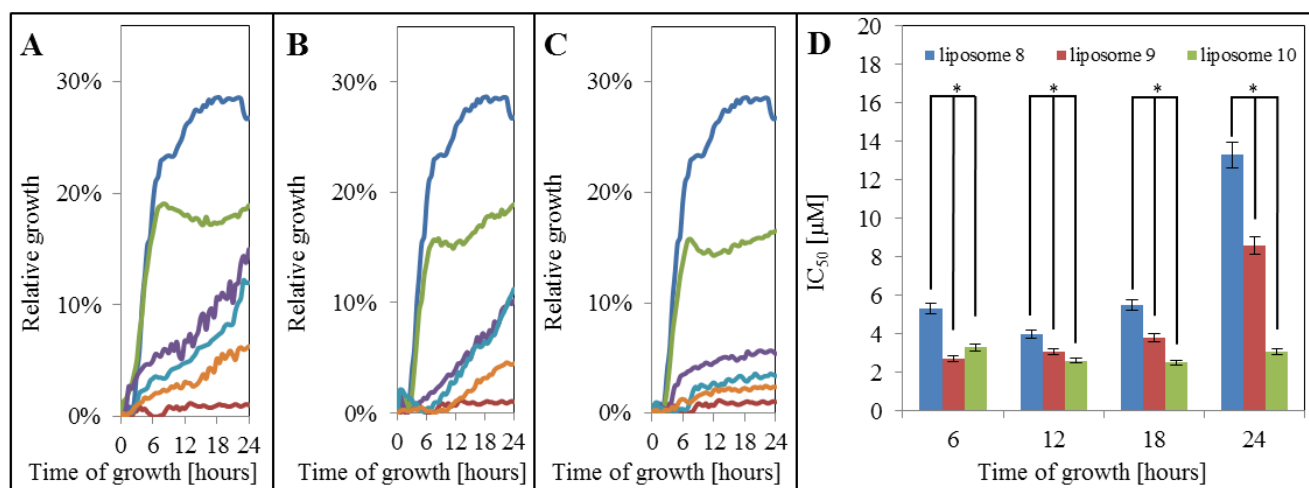 A
Relative growth
30%
20%
10%
0%
0 6 12 18 24
Time of growth [hours]
B
Relative growth
30%
20%
10%
0%
0 6 12 18 24
Time of growth [hours]
C
Relative growth
30%
20%
10%
0%
0 6 12 18 24
Time of growth [hours]
D
liposome 8 liposome 9 liposome 10
* * * *
IC50 [µM]
20
18
16
14
12
10
8
6
4
2
0
6 12 18 24
Time of growth [hours]